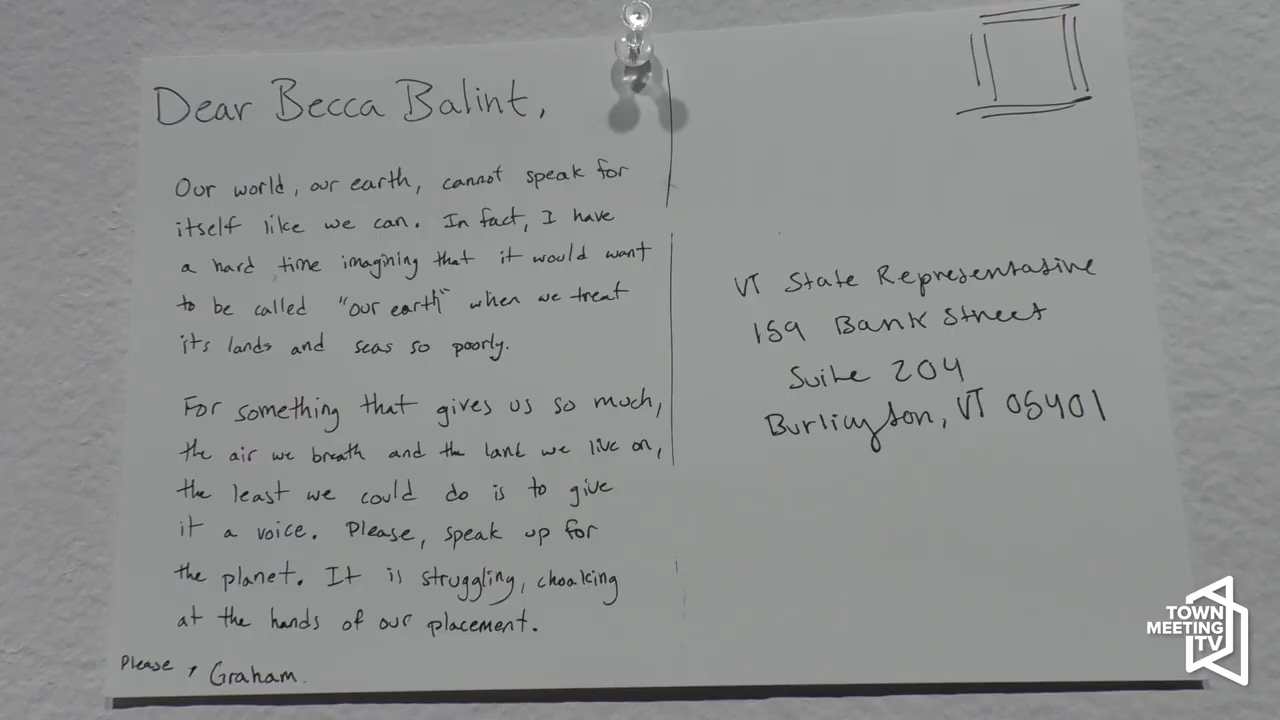 Dear Becca Balint,
Our world, our earth, cannot speak for
itself like we can. In fact, I have
a hard time imagining that it would want
to be called "our earth" when we treat
its lands and seas so poorly.
For something that gives us so much,
the air we breath and the land we live on,
the least we could do is to give
it a voice. Please, speak up for
the planet. It is struggling, choaking
at the hands of our placement.
Please, Graham.
VT State Representative
159 Bank Street
Suite 204
Burlington, VT 05401
TOWN
MEETING
TV